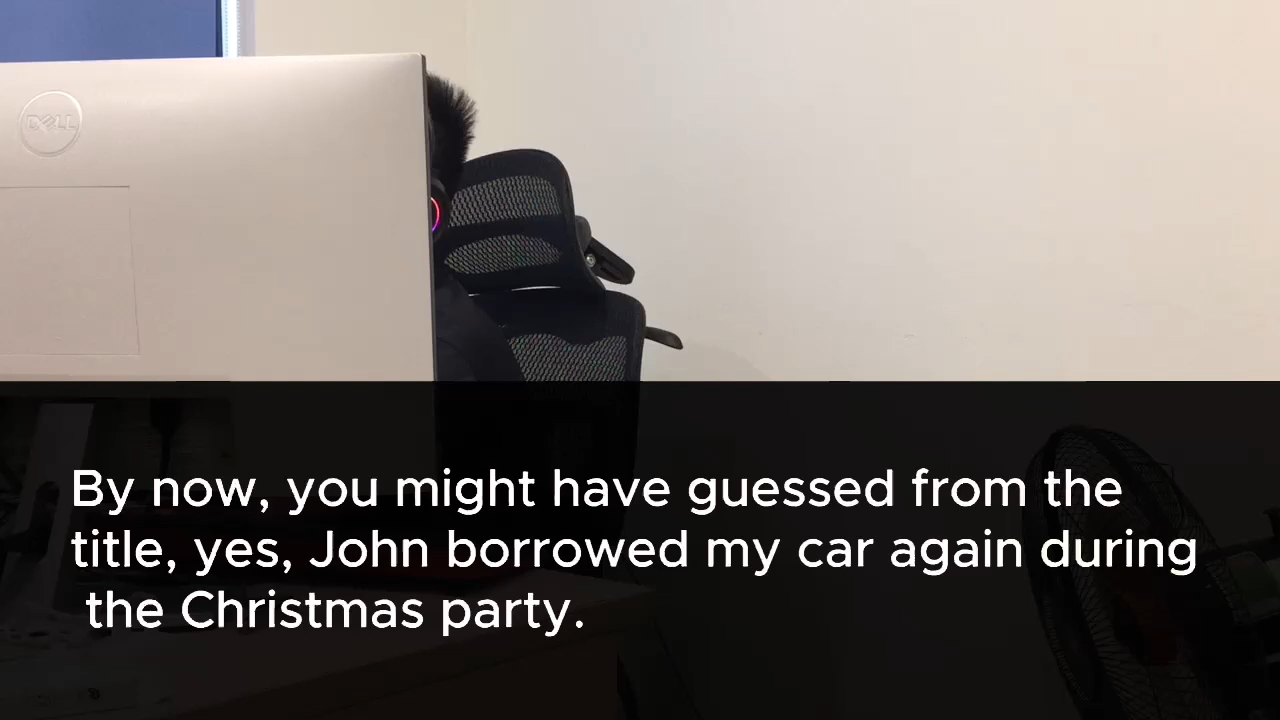 DELL
By now, you might have guessed from the
title, yes, John borrowed my car again during
the Christmas party.